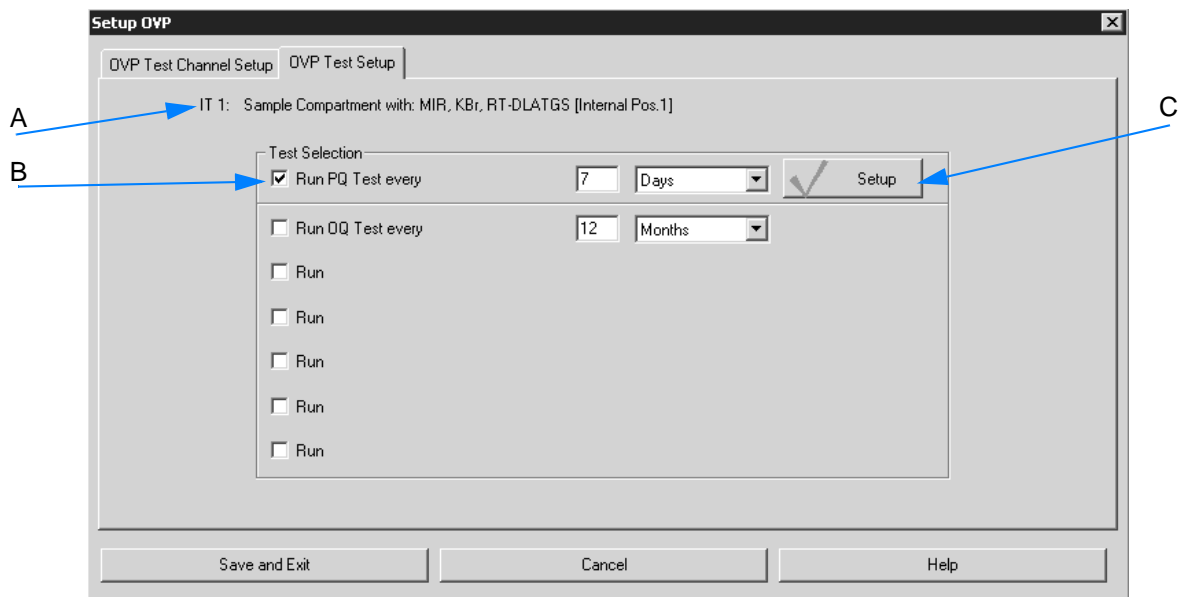 Setup OVP
OVP Test Channel Setup OVP Test Setup
A
IT 1: Sample Compartment with: MIR, KBr, RT-DLATGS [Internal Pos.1]
C
B
Test Selection
Run PQ Test every 7 Days Setup
Run OQ Test every 12 Months
Run
Run
Run
Run
Run
Save and Exit Cancel Help